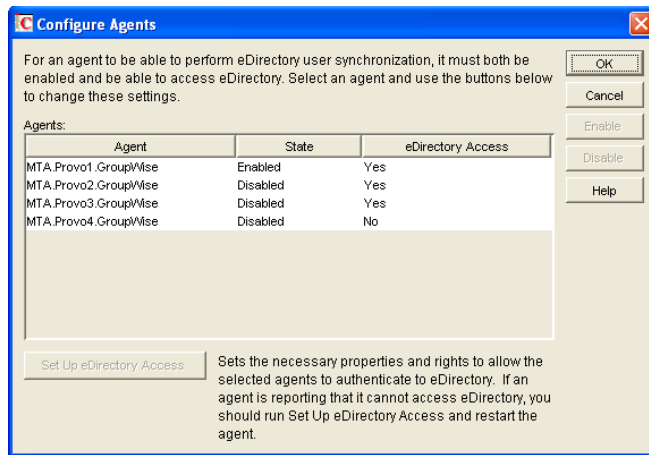 Configure Agents
For an agent to be able to perform eDirectory user synchronization, it must both be
enabled and be able to access eDirectory. Select an agent and use the buttons below
to change these settings.
OK
Cancel
Enable
Disable
Help
Agents:
Agent State eDirectory Access
MTA.Provo1.GroupWise Enabled Yes
MTA.Provo2.GroupWise Disabled Yes
MTA.Provo3.GroupWise Disabled Yes
MTA.Provo4.GroupWise Disabled No
Set Up eDirectory Access
Sets the necessary properties and rights to allow the
selected agents to authenticate to eDirectory. If an
agent is reporting that it cannot access eDirectory, you
should run Set Up eDirectory Access and restart the
agent.